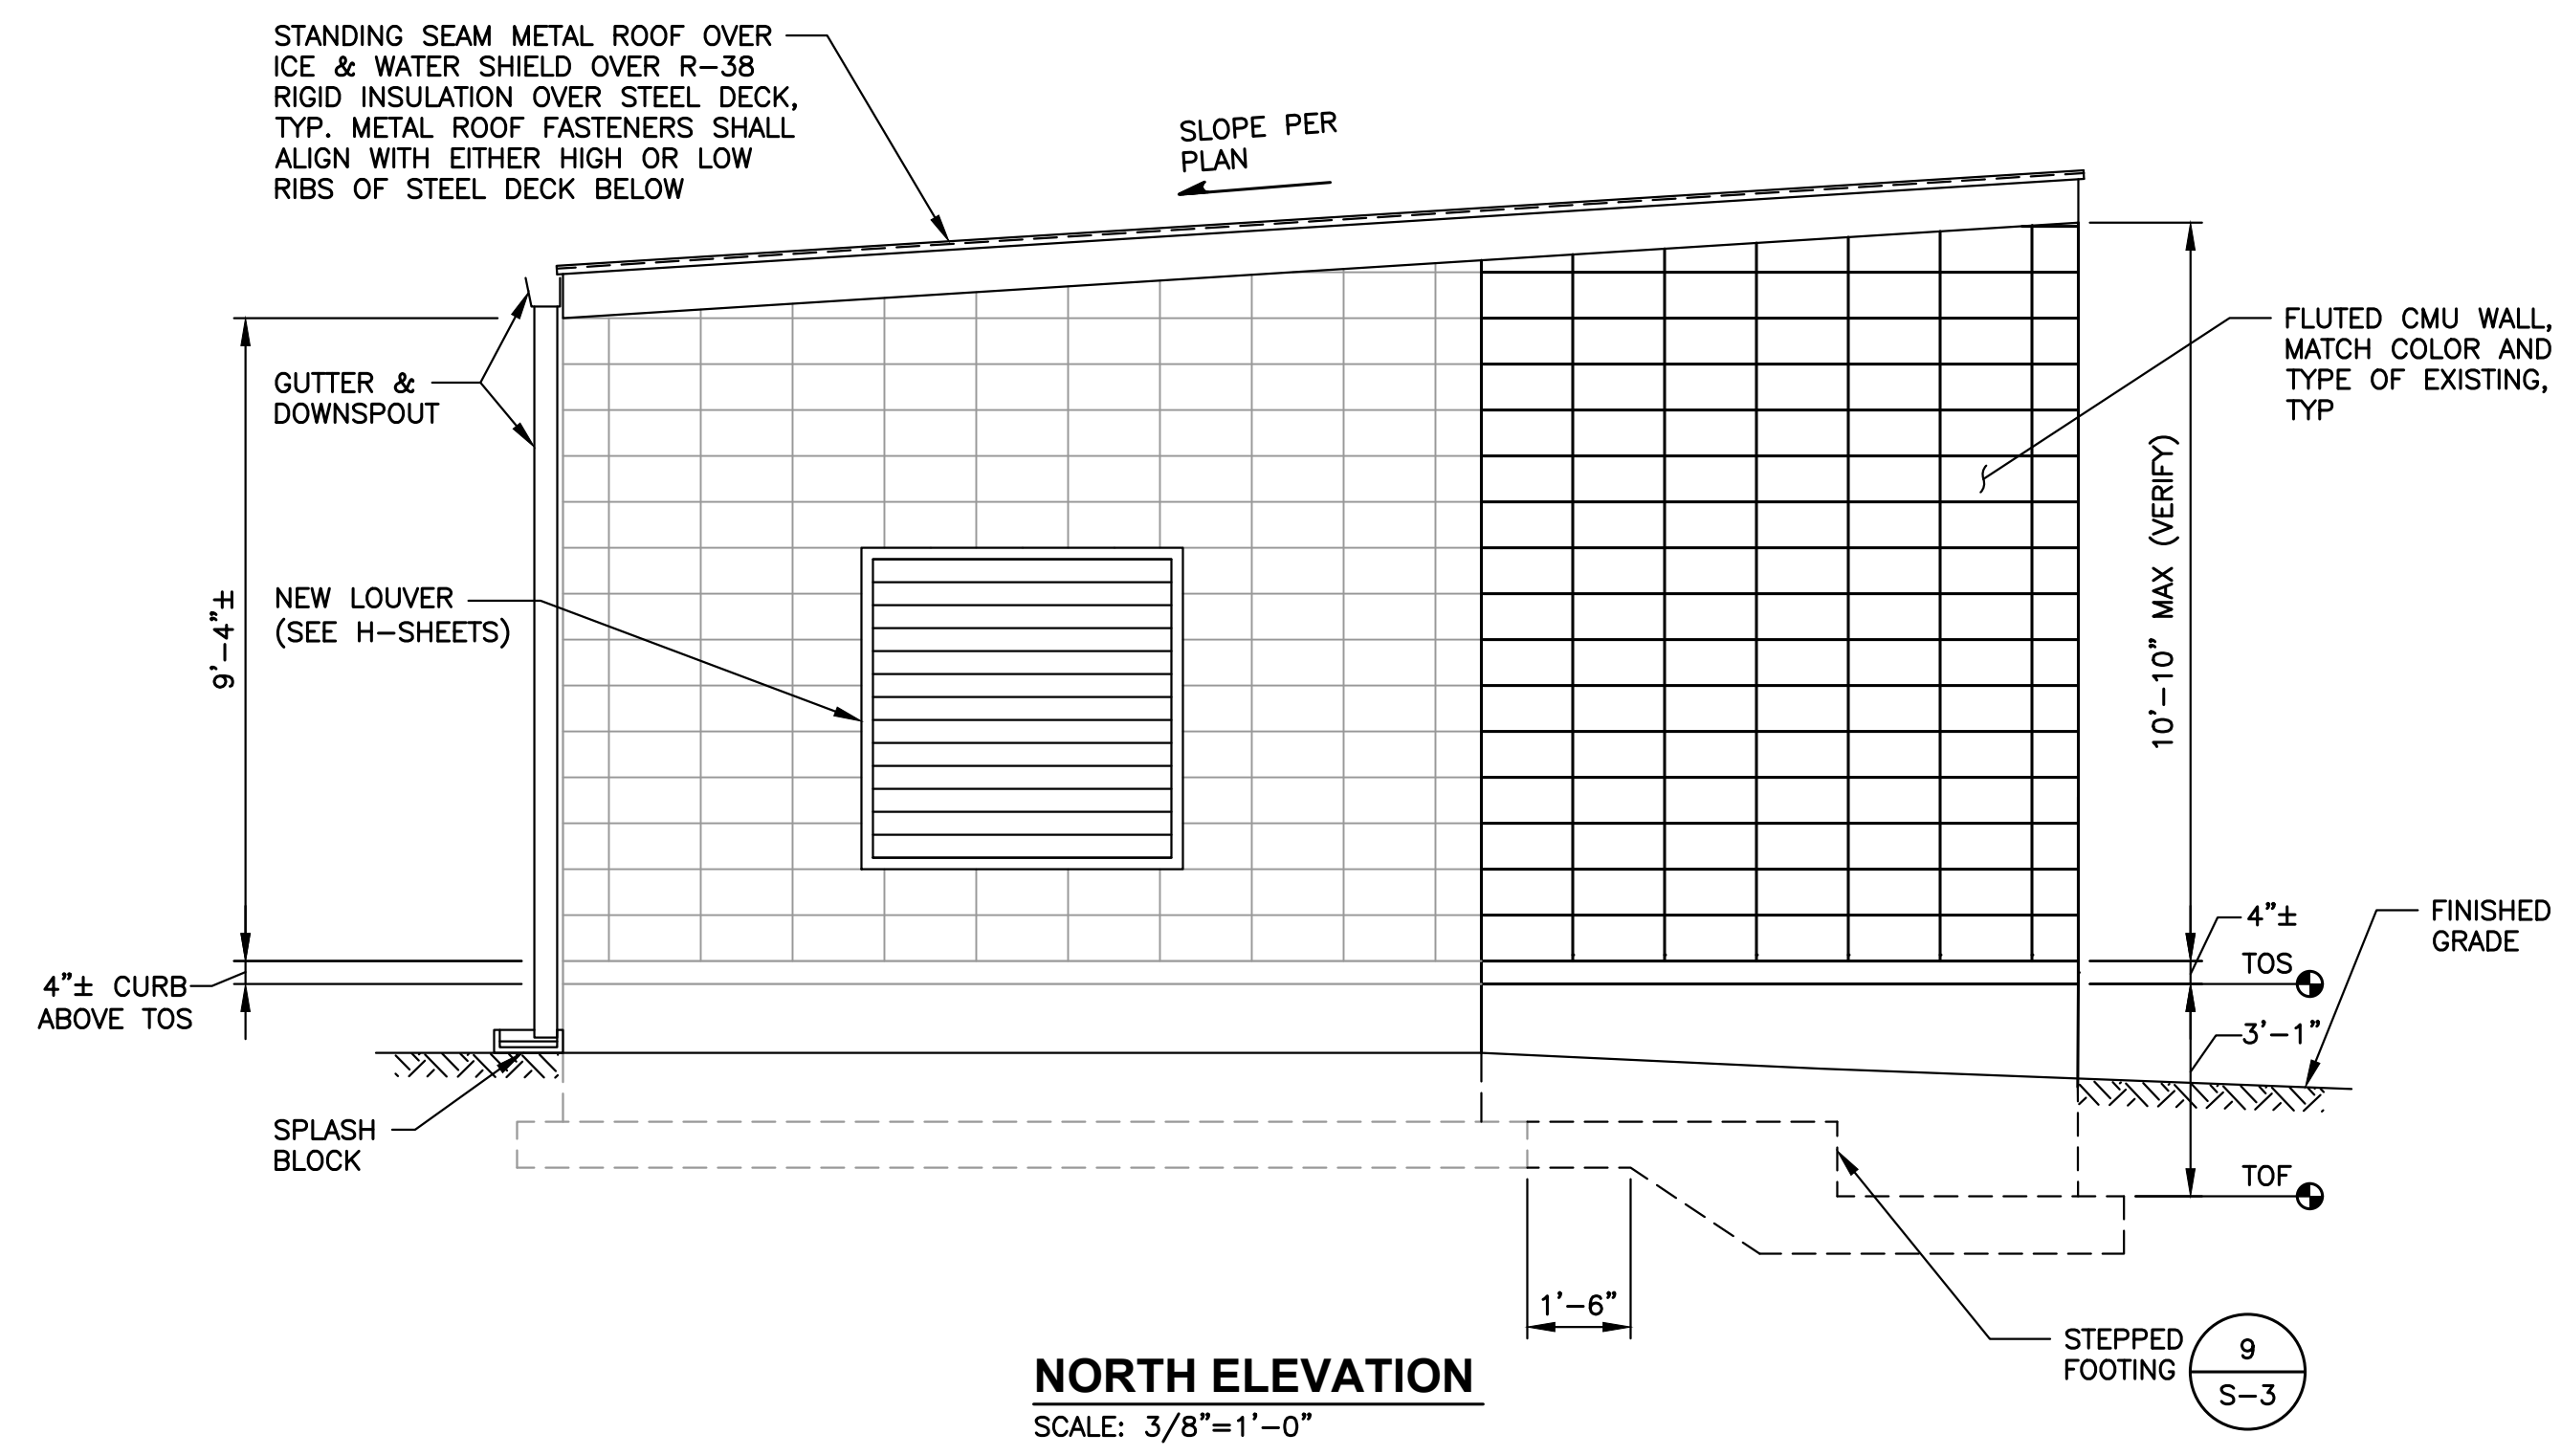 STANDING SEAM METAL ROOF OVER
ICE & WATER SHIELD OVER R-38
RIGID INSULATION OVER STEEL DECK,
TYP. METAL ROOF FASTENERS SHALL
ALIGN WITH EITHER HIGH OR LOW
RIBS OF STEEL DECK BELOW
SLOPE PER
PLAN
FLUTED CMU WALL,
MATCH COLOR AND
TYPE OF EXISTING,
TYP
GUTTER &
DOWNSPOUT
NEW LOUVER
(SEE H-SHEETS)
9'-4"±
10'-10" MAX (VERIFY)
4"± CURB
ABOVE TOS
4"±
TOS
FINISHED
GRADE
3'-1"
SPLASH
BLOCK
TOF
1'-6"
STEPPED
FOOTING
9
S-3
NORTH ELEVATION
SCALE: 3/8"=1'-0"